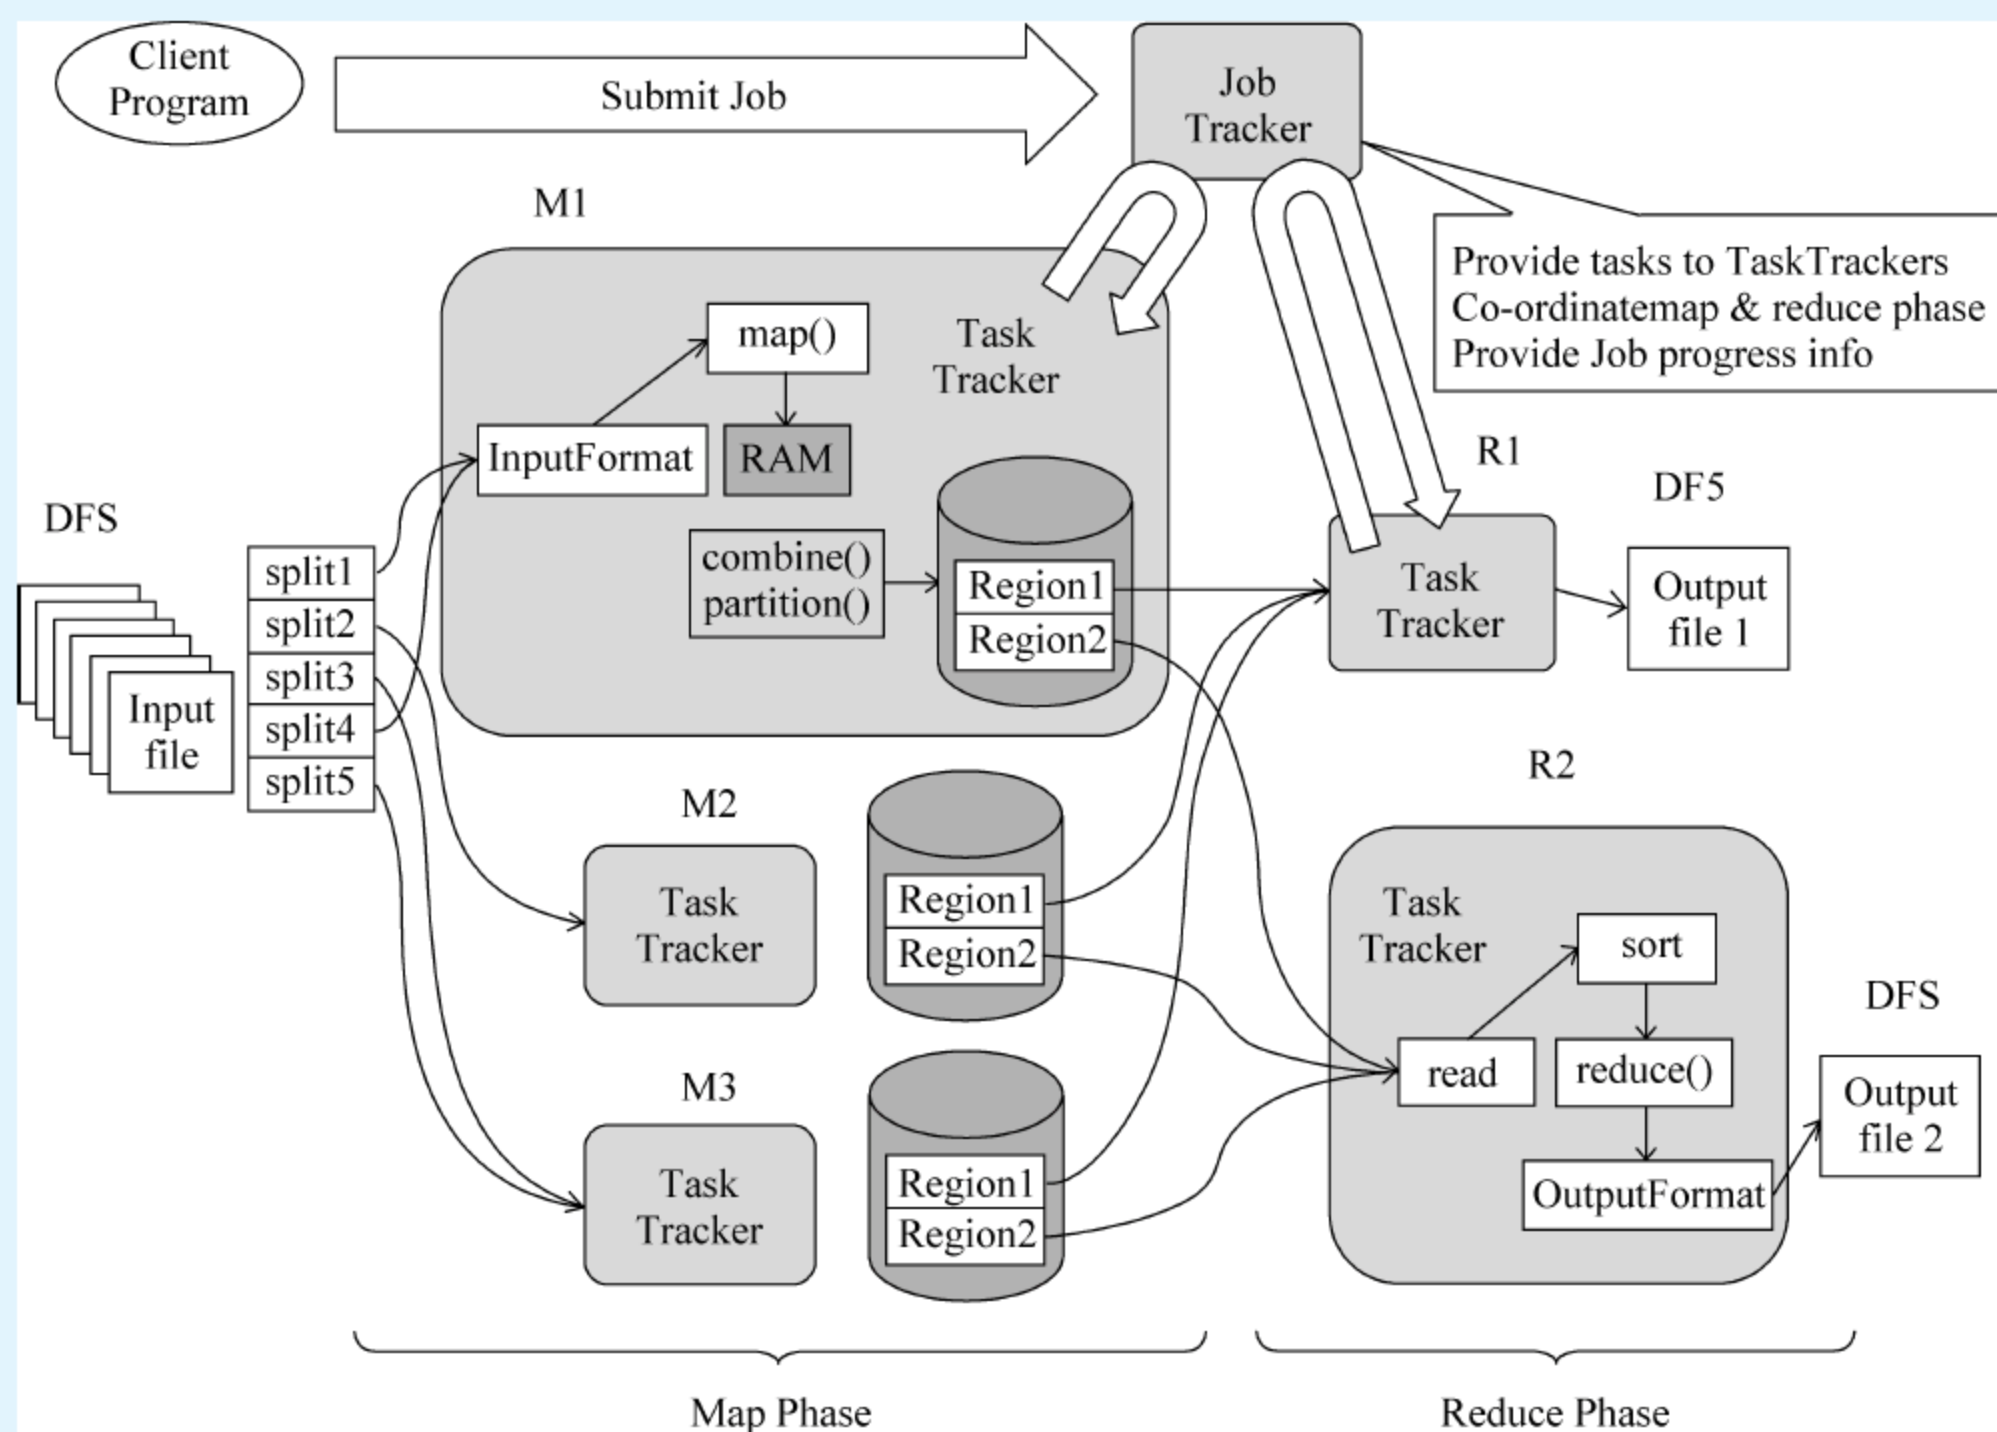 Client
Program
Submit Job
Job
Tracker
Provide tasks to TaskTrackers
Co-ordinatemap & reduce phase
Provide Job progress info
M1
map()
Task
Tracker
InputFormat
RAM
combine()
partition()
Region1
Region2
DFS
Input
file
split1
split2
split3
split4
split5
M2
Task
Tracker
Region1
Region2
M3
Task
Tracker
Region1
Region2
R1
Task
Tracker
DF5
Output
file 1
R2
Task
Tracker
sort
read
reduce()
OutputFormat
DFS
Output
file 2
Map Phase
Reduce Phase